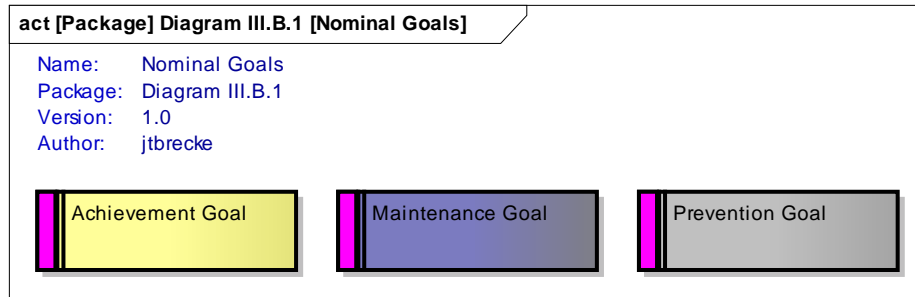 act [Package] Diagram III.B.1 [Nominal Goals]
Name: Nominal Goals
Package: Diagram III.B.1
Version: 1.0
Author: jtbrecke
Achievement Goal
Maintenance Goal
Prevention Goal